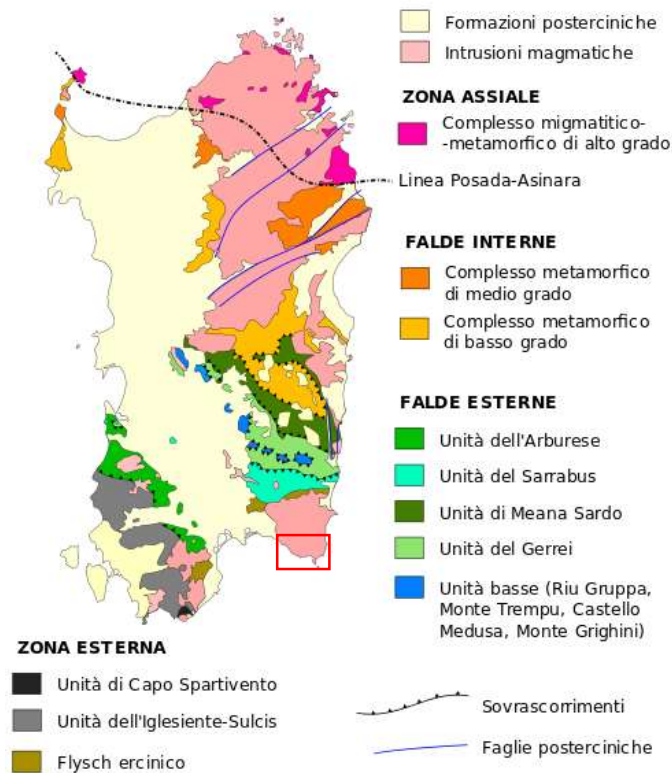 Formazioni posterciniche
Intrusioni magmatiche
ZONA ASSIALE
Complesso migmatitico-
-metamorfico di alto grado
Linea Posada-Asinara
FALDE INTERNE
Complesso metamorfico
di medio grado
Complesso metamorfico
di basso grado
FALDE ESTERNE
Unità dell'Arburese
Unità del Sarrabus
Unità di Meana Sardo
Unità del Gerrei
Unità basse (Riu Gruppa,
Monte Trempu, Castello
Medusa, Monte Grighini)
ZONA ESTERNA
Unità di Capo Spartivento
Unità dell'Iglesiente-Sulcis
Flysch ercinico
Sovrascorrimenti
Faglie posterciniche